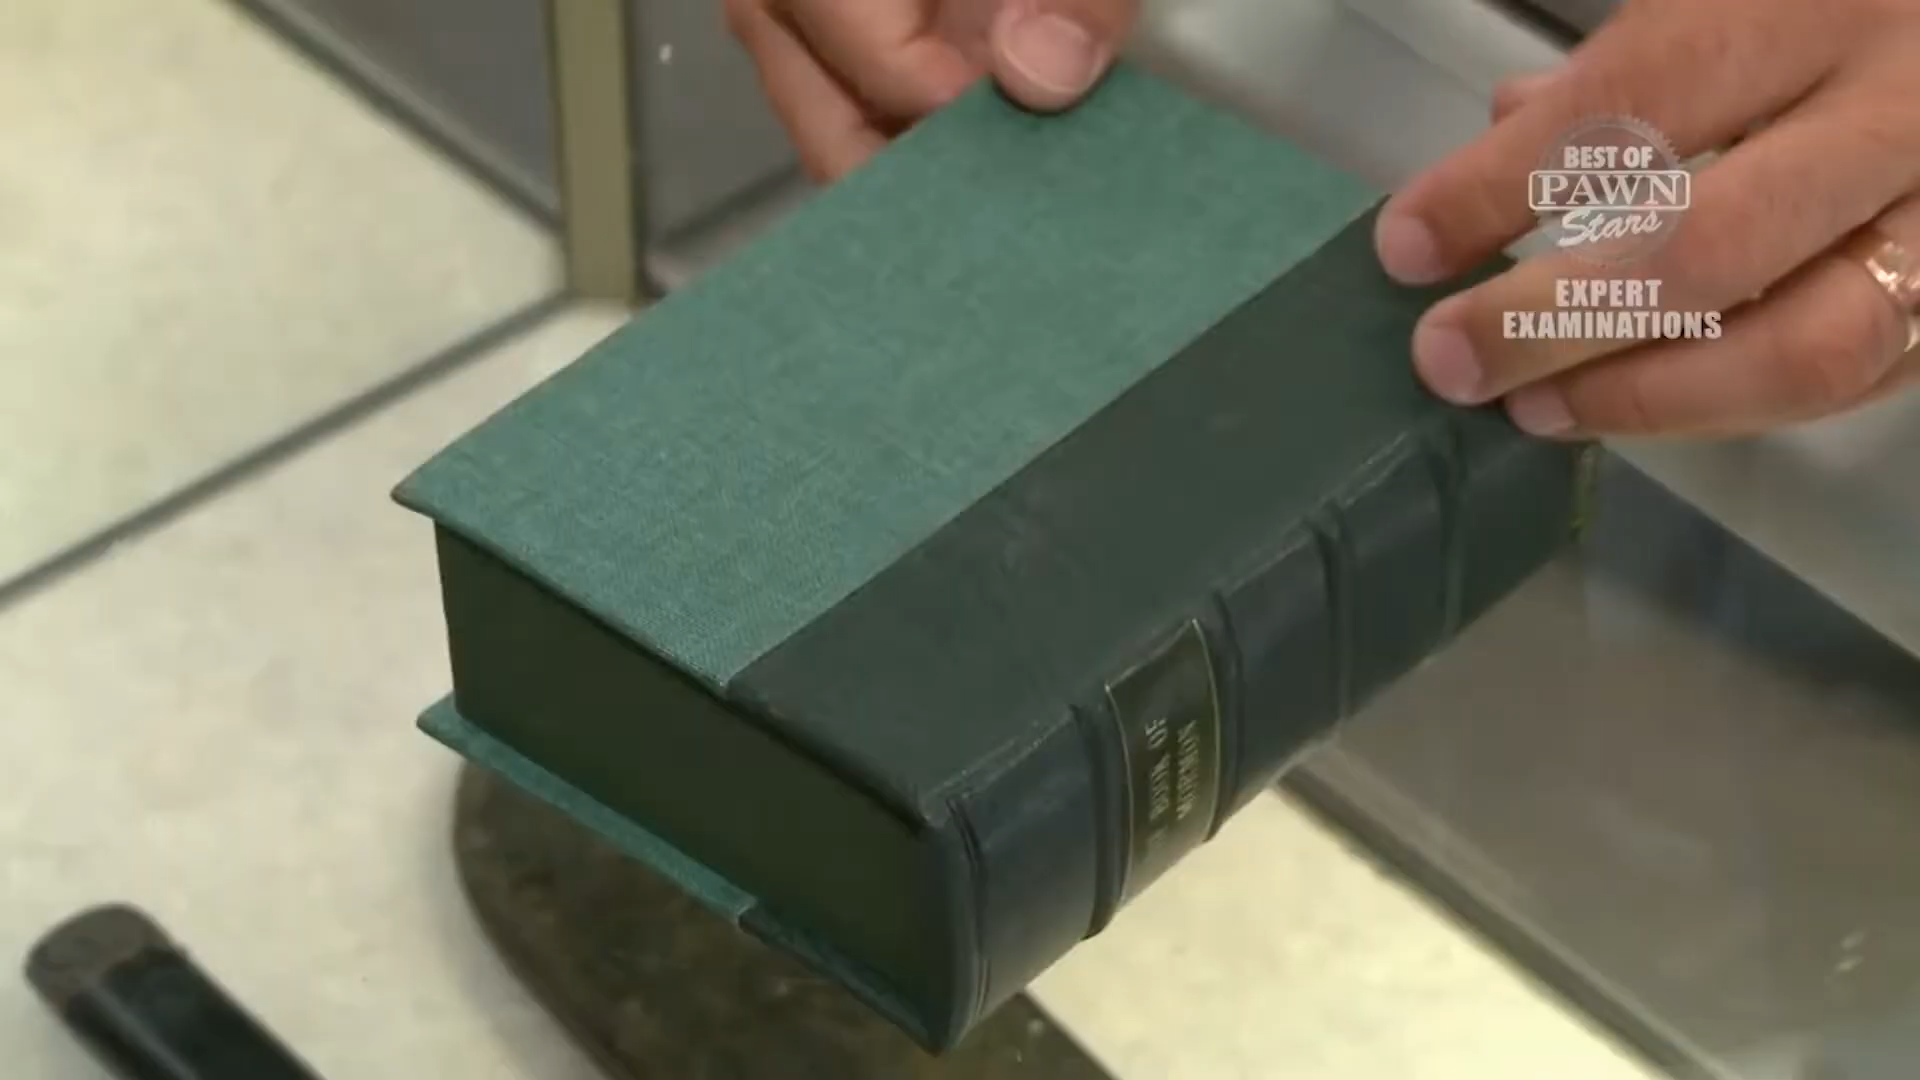 BEST OF
PAWN
Stars
EXPERT
EXAMINATIONS
BOOK OF
MORMON